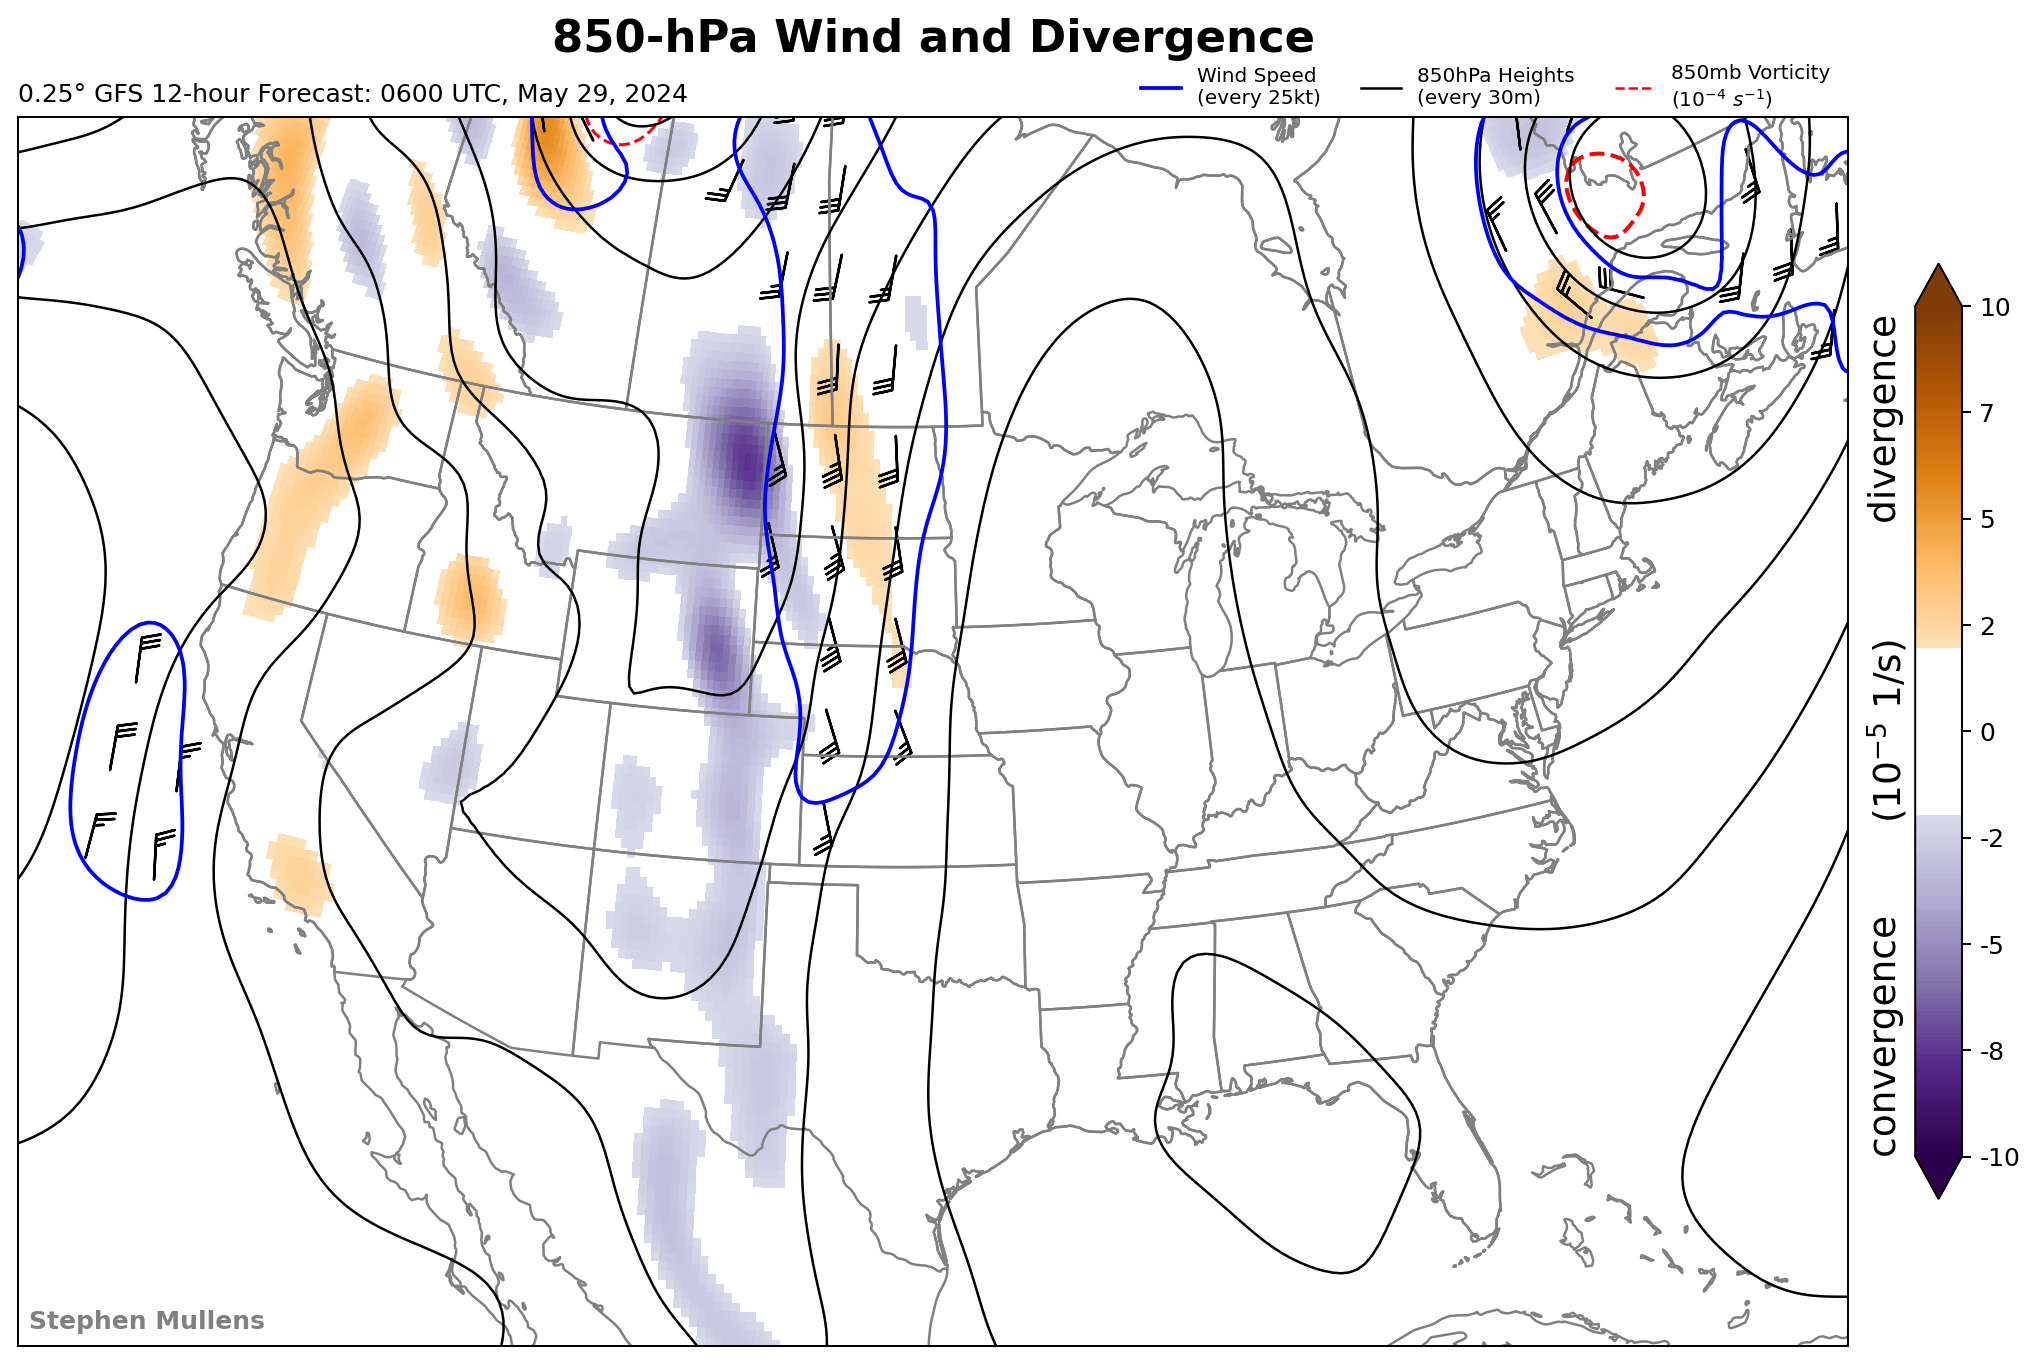 850-hPa Wind and Divergence
0.25° GFS 12-hour Forecast: 0600 UTC, May 29, 2024
Wind Speed
(every 25kt)
850hPa Heights
(every 30m)
850mb Vorticity
(10⁻⁴ s⁻¹)
10
7
5
2
0
-2
-5
-8
-10
convergence (10⁻⁵ 1/s) divergence
Stephen Mullens